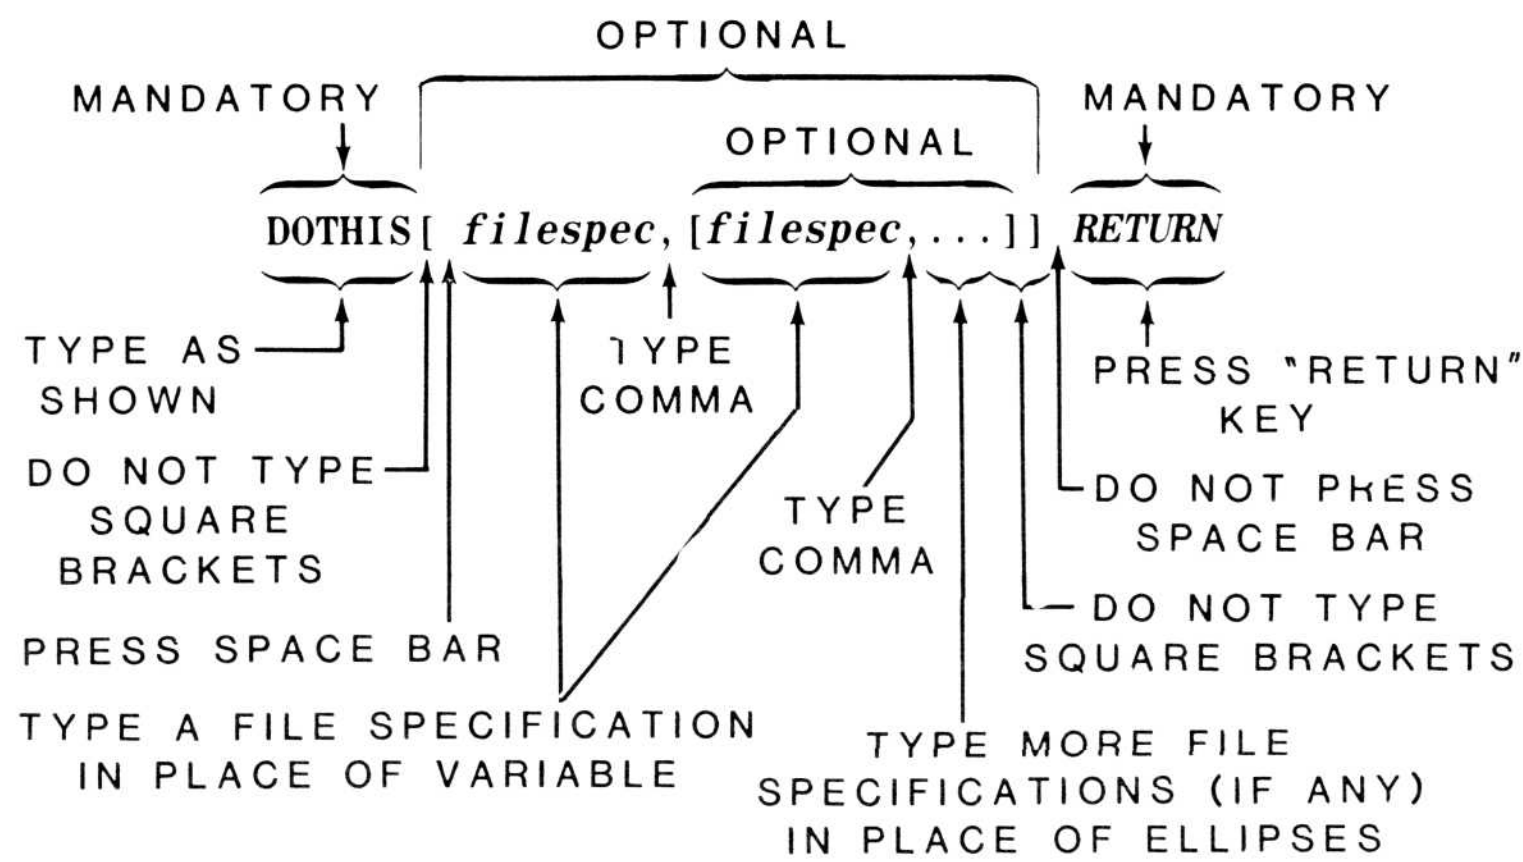 OPTIONAL
MANDATORY
MANDATORY
OPTIONAL
DOTHIS[ filespec,[filespec,...]] RETURN
TYPE AS
SHOWN
TYPE
COMMA
PRESS "RETURN"
KEY
DO NOT TYPE
SQUARE
BRACKETS
TYPE
COMMA
DO NOT PRESS
SPACE BAR
PRESS SPACE BAR
DO NOT TYPE
SQUARE BRACKETS
TYPE A FILE SPECIFICATION
IN PLACE OF VARIABLE
TYPE MORE FILE
SPECIFICATIONS (IF ANY)
IN PLACE OF ELLIPSES